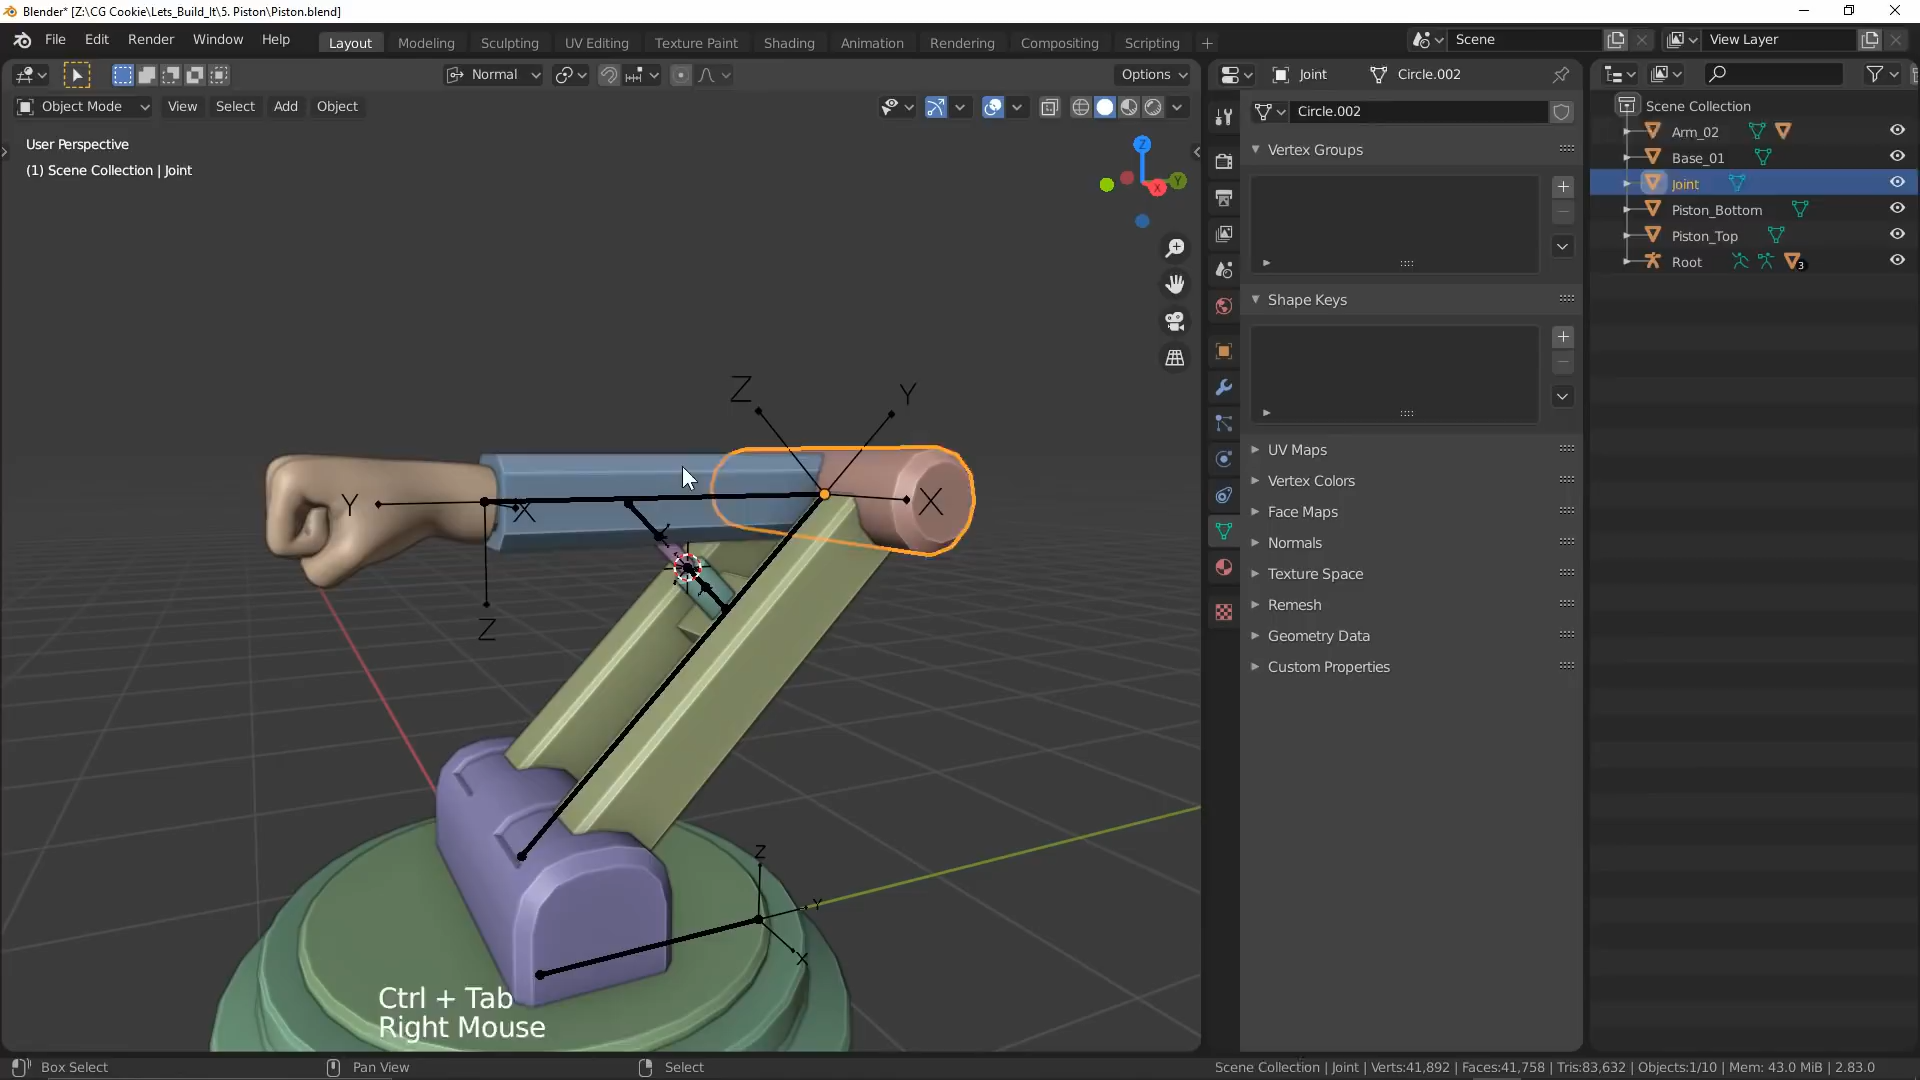 Blender* [Z:\CG Cookie\Lets_Build_It\5. Piston\Piston.blend]
File Edit Render Window Help
Layout Modeling Sculpting UV Editing Texture Paint Shading Animation Rendering Compositing Scripting +
Scene
View Layer
Normal
Options
Joint
Circle.002
Object Mode
View Select Add Object
Circle.002
Scene Collection
User Perspective
(1) Scene Collection | Joint
Vertex Groups
Arm_02
Base_01
Joint
Piston_Bottom
Piston_Top
Root
3
Z
X
Y
Shape Keys
UV Maps
Vertex Colors
Face Maps
Normals
Texture Space
Remesh
Geometry Data
Custom Properties
Z
Y
Y
X
X
Z
Z
Y
X
Ctrl + Tab
Right Mouse
Box Select
Pan View
Select
Scene Collection | Joint | Verts:41,892 | Faces:41,758 | Tris:83,632 | Objects:1/10 | Mem: 43.0 MiB | 2.83.0